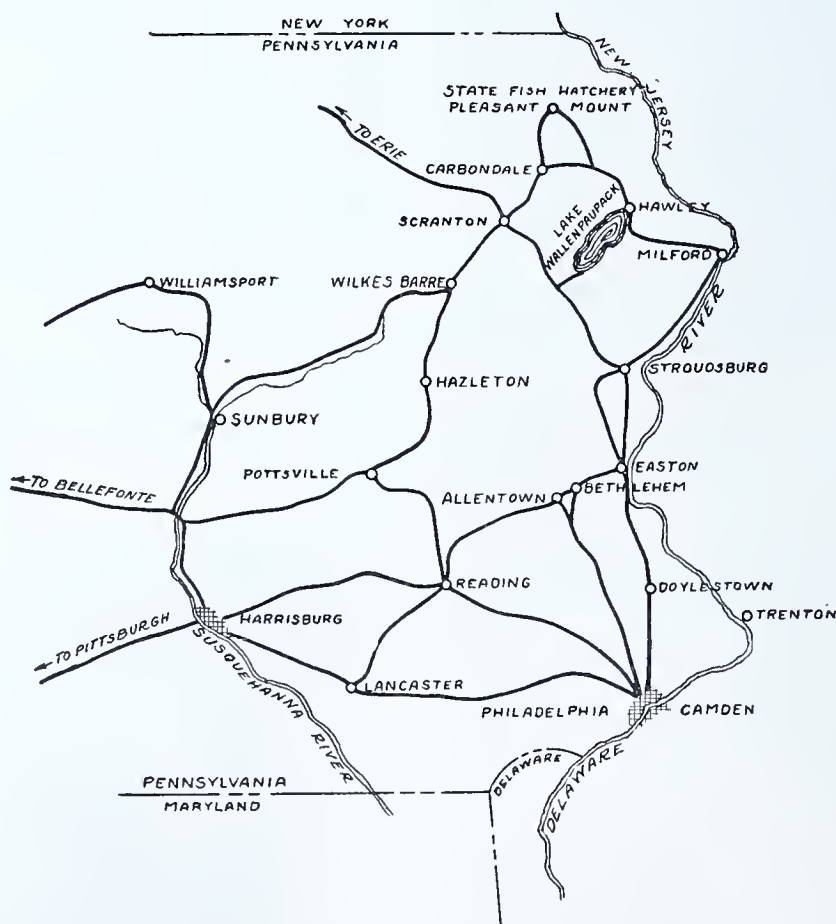 NEW YORK
PENNSYLVANIA
NEW JERSEY
STATE FISH HATCHERY
PLEASANT MOUNT
← TO ERIE
CARBONDALE
HAWLEY
SCRANTON
LAKE
WALLENPAUPACK
MILFORD
WILLIAMSPORT
WILKES BARRE
RIVER
STROUDSBURG
HAZLETON
SUNBURY
EASTON
POTTSVILLE
← TO BELLEFONTE
BETHLEHEM
ALLENTOWN
READING
DOYLESTOWN
HARRISBURG
TRENTON
← TO PITTSBURGH
SUSQUEHANNA RIVER
LANCASTER
PHILADELPHIA
CAMDEN
DELAWARE
PENNSYLVANIA
MARYLAND
DELAWARE